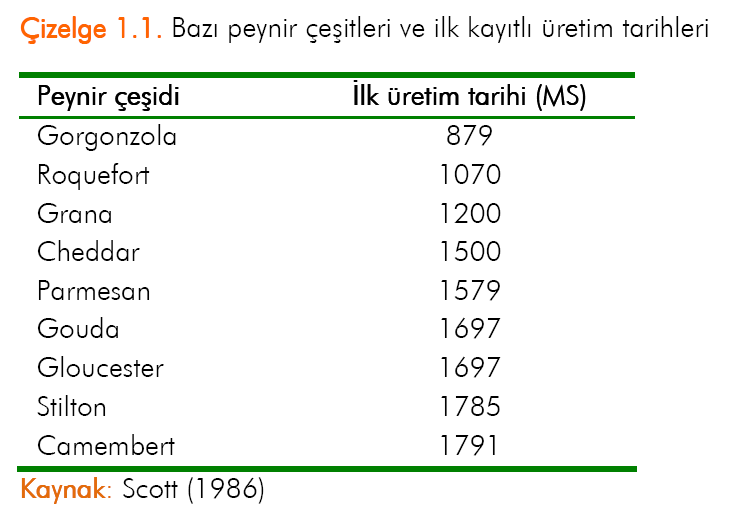 Çizelge 1.1. Bazı peynir çeşitleri ve ilk kayıtlı üretim tarihleri
Peynir çeşidi İlk üretim tarihi (MS)
Gorgonzola 879
Roquefort 1070
Grana 1200
Cheddar 1500
Parmesan 1579
Gouda 1697
Gloucester 1697
Stilton 1785
Camembert 1791
Kaynak: Scott (1986)